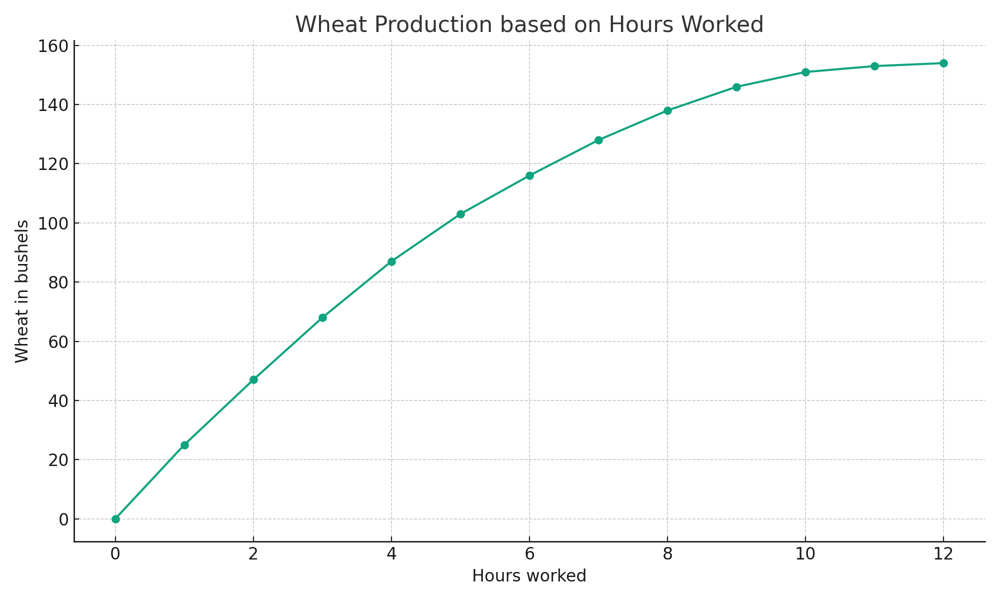 Wheat Production based on Hours Worked
160
140
120
100
80
60
40
20
0
Wheat in bushels
0 2 4 6 8 10 12
Hours worked